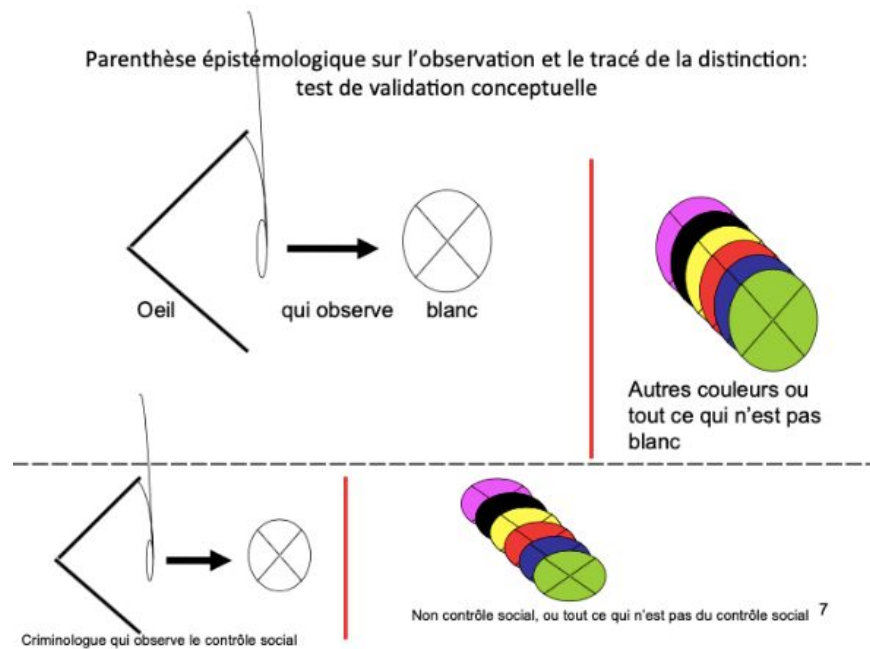 Parenthèse épistémologique sur l'observation et le tracé de la distinction:
test de validation conceptuelle
Oeil
qui observe
blanc
Autres couleurs ou
tout ce qui n'est pas
blanc
Criminologue qui observe le contrôle social
Non contrôle social, ou tout ce qui n'est pas du contrôle social
7